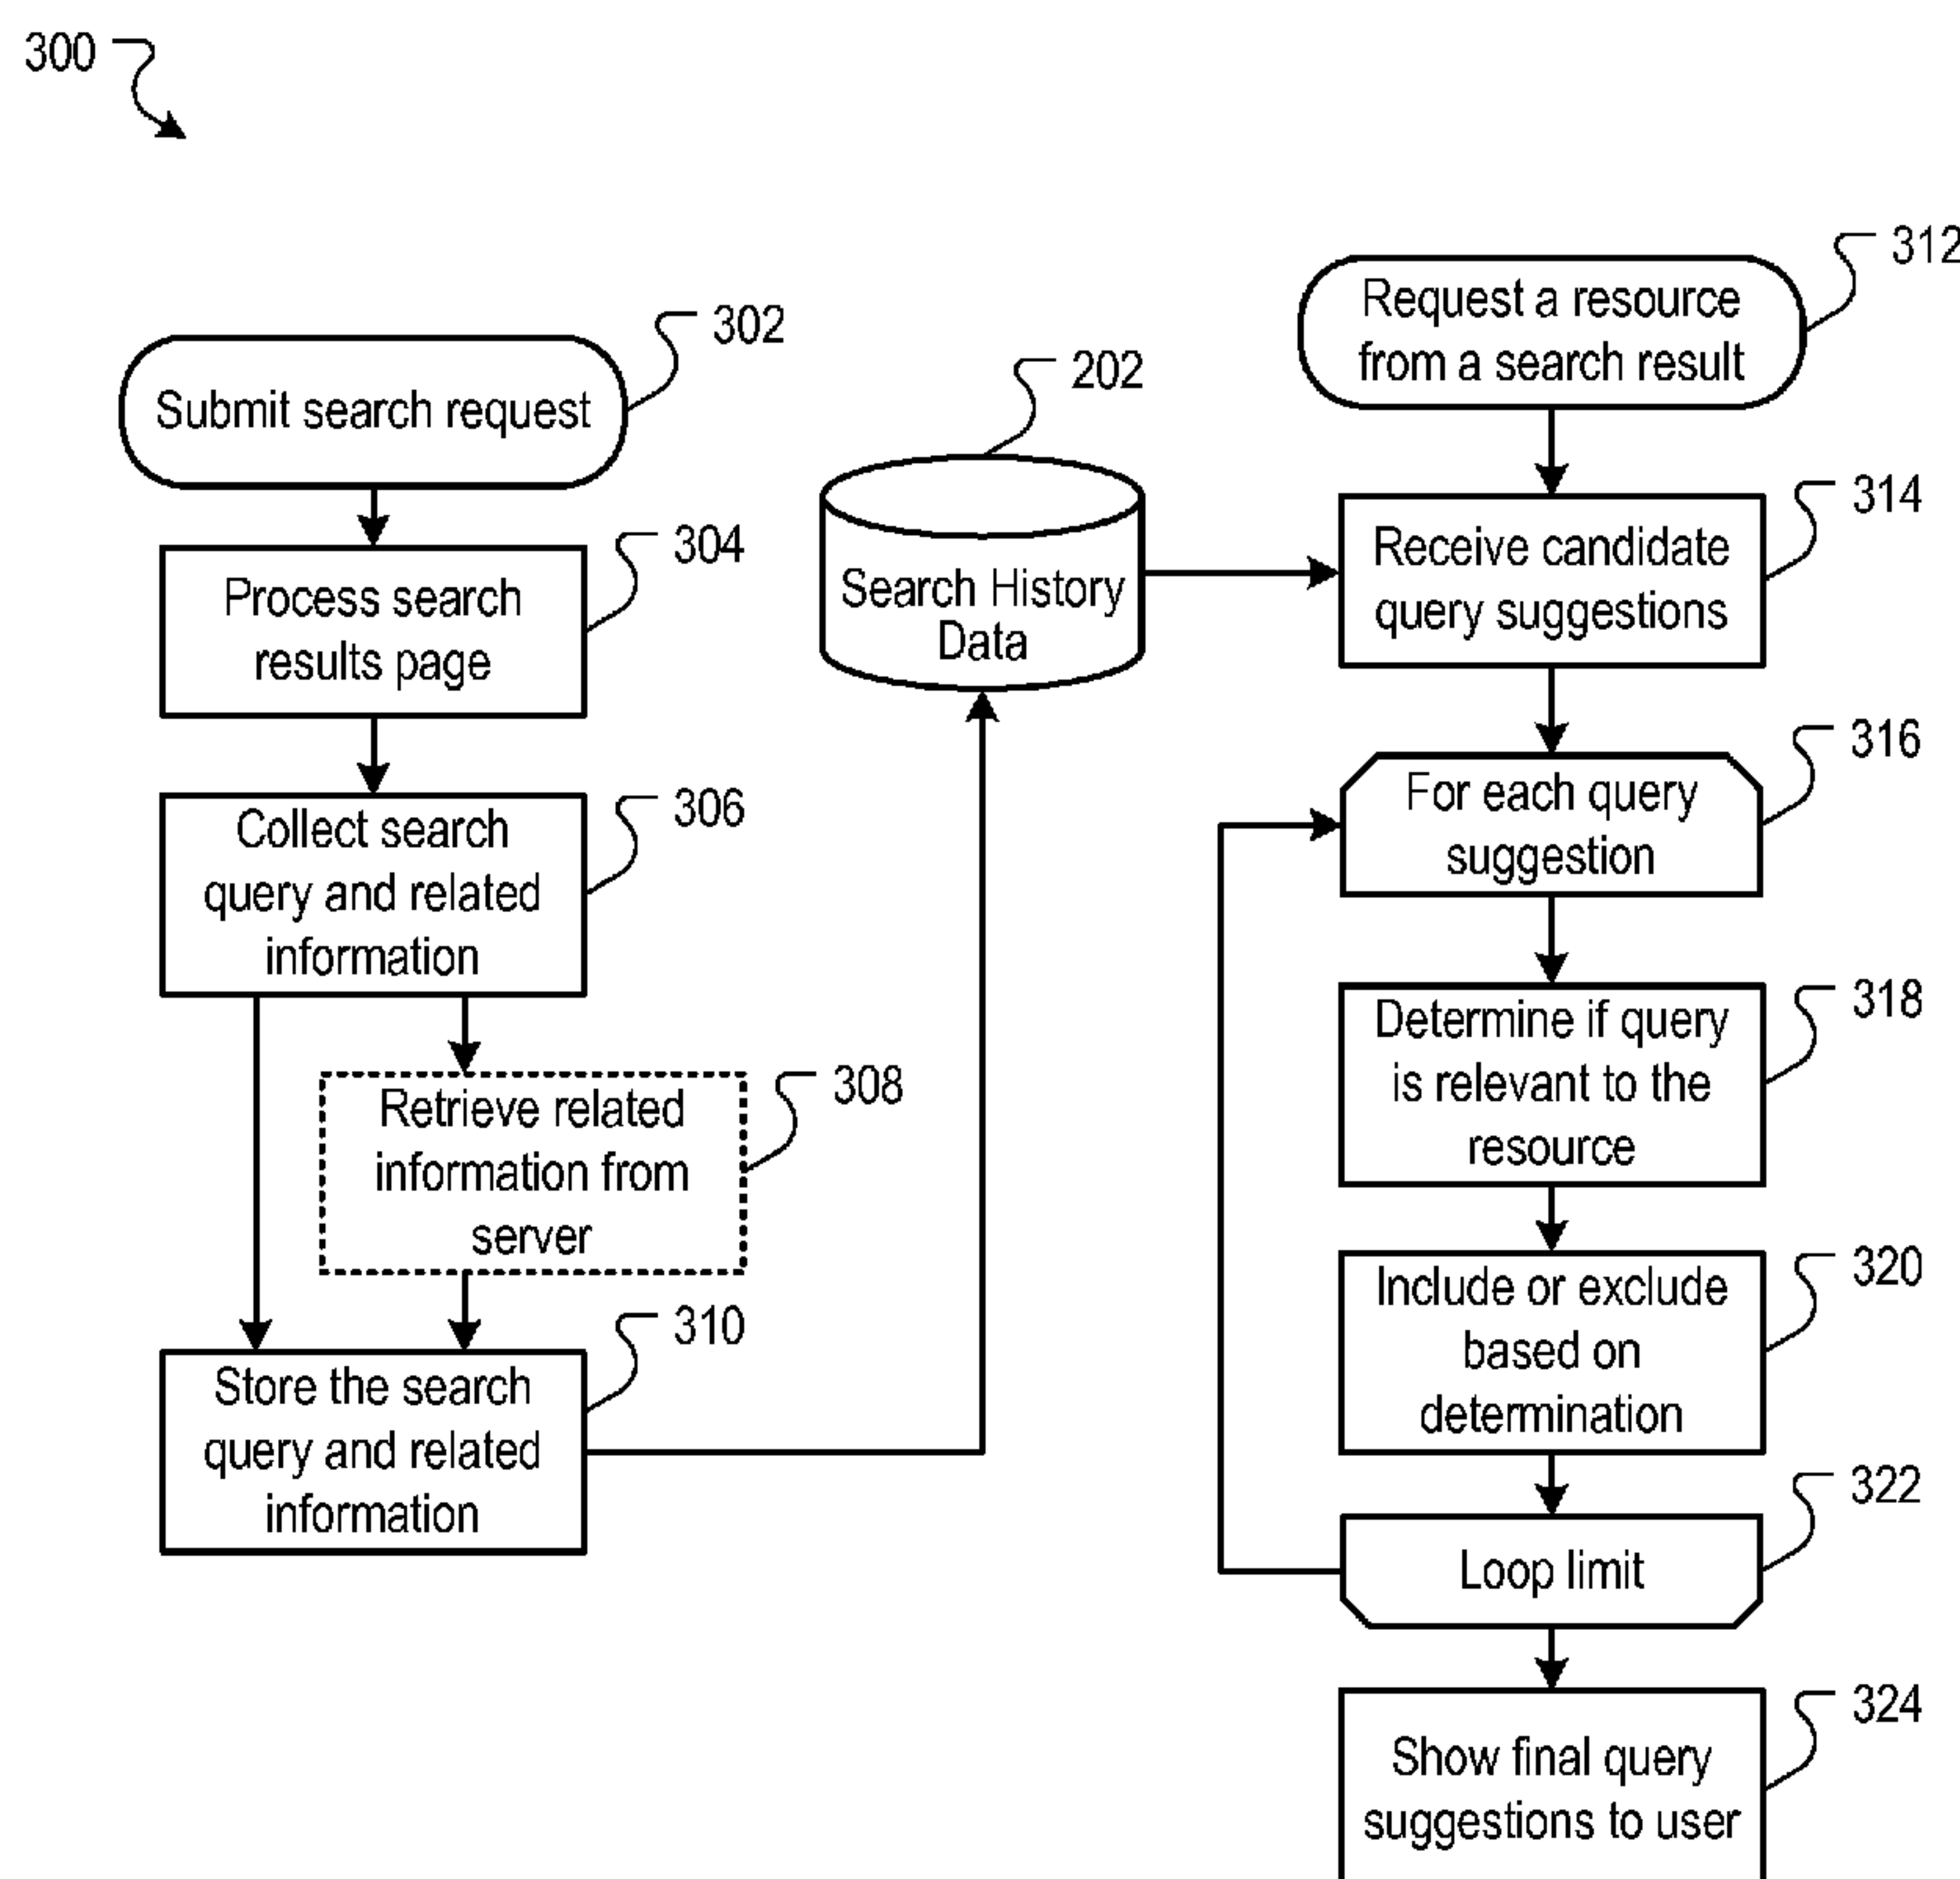 300
302
Submit search request
304
Process search
results page
306
Collect search
query and related
information
308
Retrieve related
information from
server
310
Store the search
query and related
information
202
Search History
Data
312
Request a resource
from a search result
314
Receive candidate
query suggestions
316
For each query
suggestion
318
Determine if query
is relevant to the
resource
320
Include or exclude
based on
determination
322
Loop limit
324
Show final query
suggestions to user